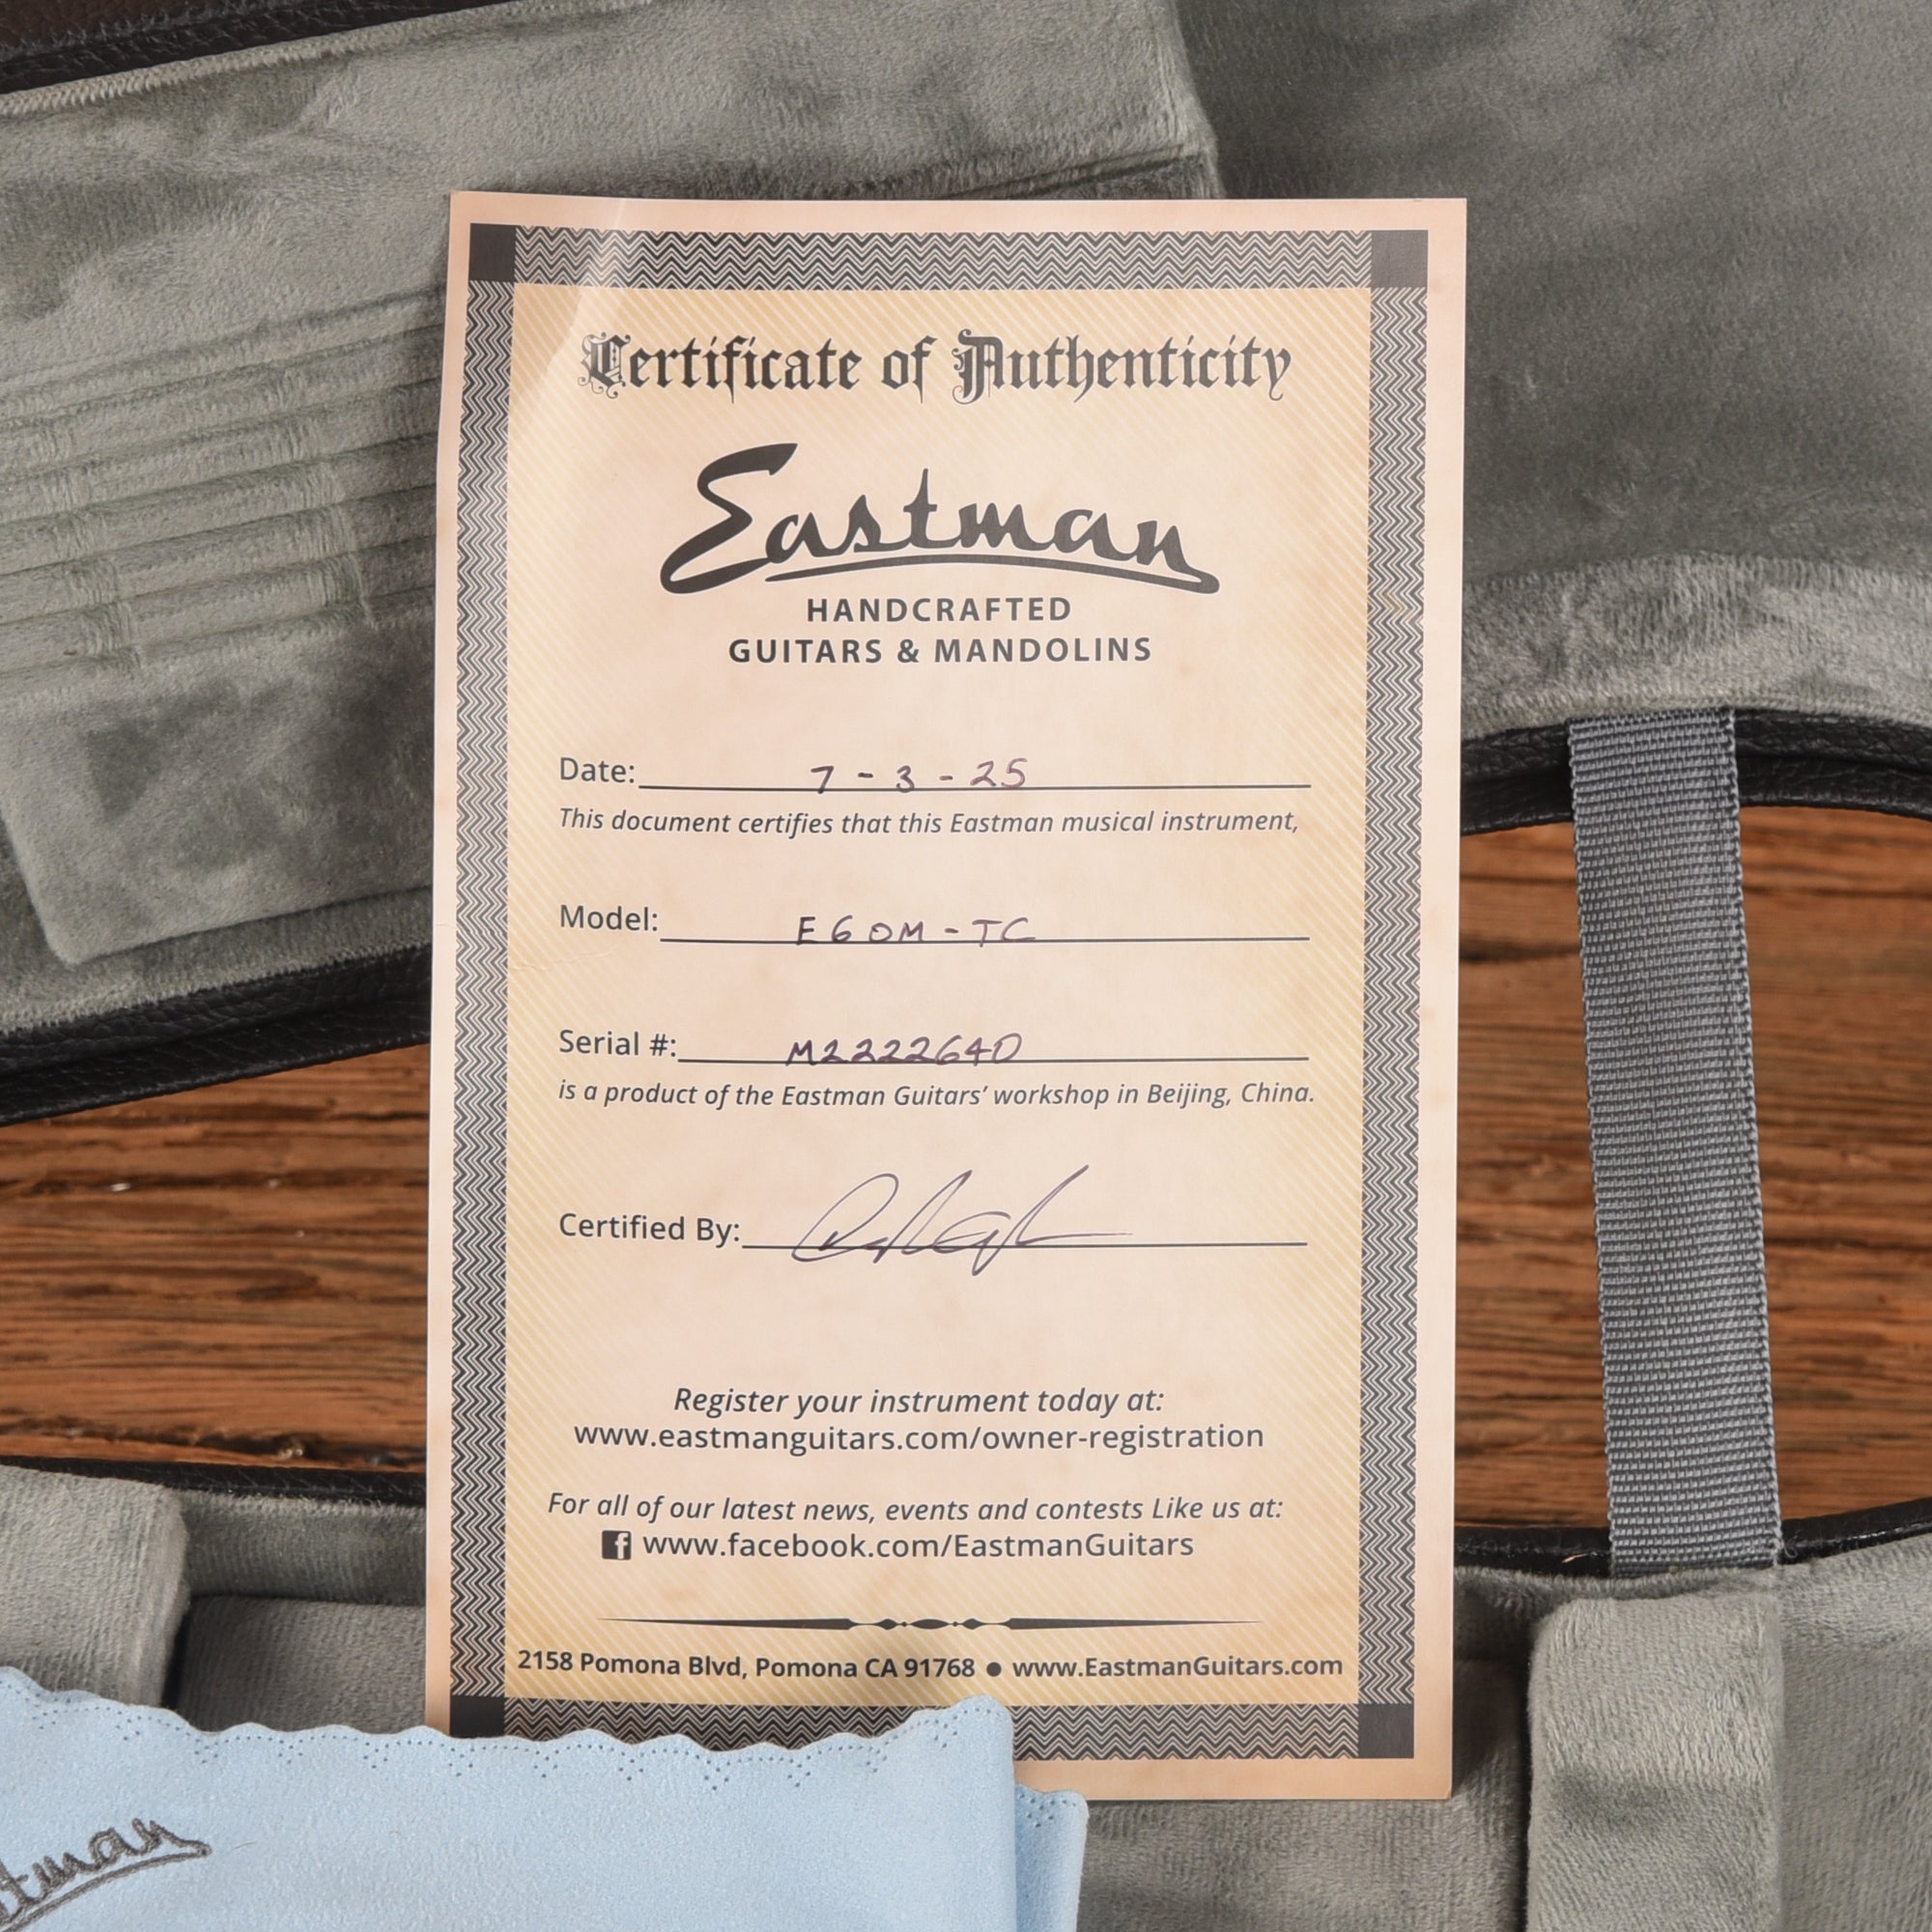 Certificate of Authenticity
Eastman
HANDCRAFTED
GUITARS & MANDOLINS
Date: 7-3-25
This document certifies that this Eastman musical instrument,
Model: E60M-TC
Serial #: M2222640
is a product of the Eastman Guitars' workshop in Beijing, China.
Certified By:
Register your instrument today at:
www.eastmanguitars.com/owner-registration
For all of our latest news, events and contests Like us at:
www.facebook.com/EastmanGuitars
2158 Pomona Blvd, Pomona CA 91768 ● www.EastmanGuitars.com
tman